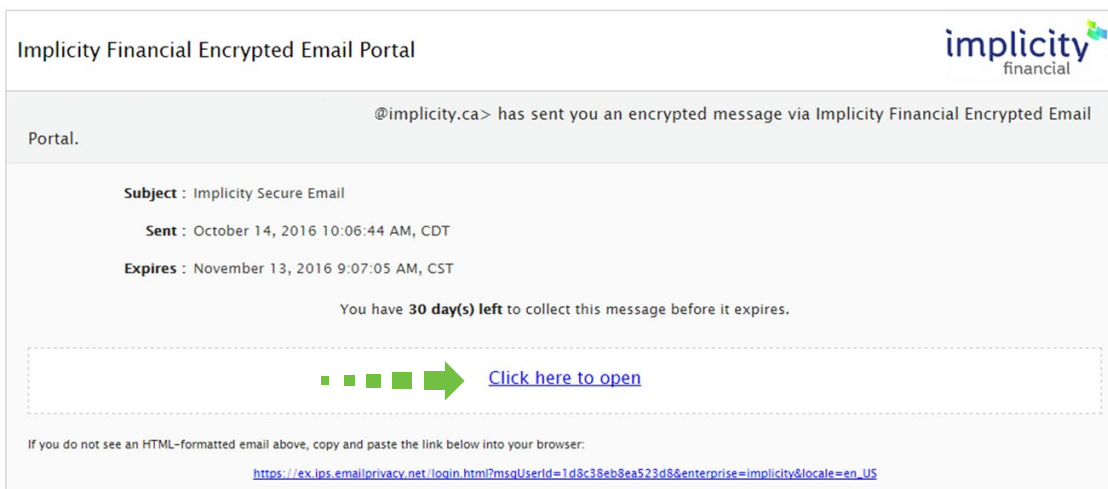 Implicity Financial Encrypted Email Portal
implicity
financial
@implicity.ca> has sent you an encrypted message via Implicity Financial Encrypted Email
Portal.
Subject : Implicity Secure Email
Sent : October 14, 2016 10:06:44 AM, CDT
Expires : November 13, 2016 9:07:05 AM, CST
You have 30 day(s) left to collect this message before it expires.
Click here to open
If you do not see an HTML-formatted email above, copy and paste the link below into your browser:
https://ex.ips.emailprivacy.net/login.html?msgUserId=1d8c38eb8ea523d8&enterprise=implicity&locale=en_US